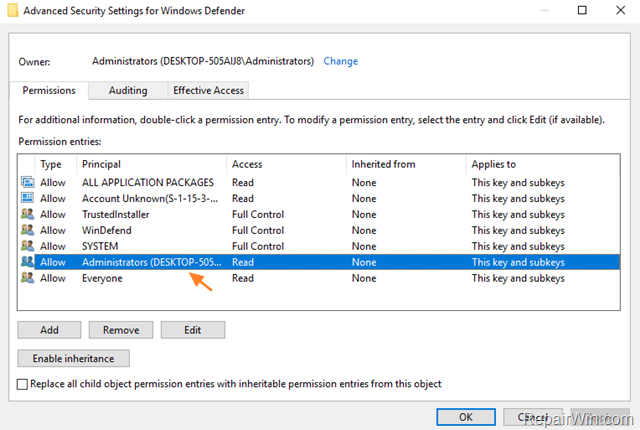 Advanced Security Settings for Windows Defender
Owner: Administrators (DESKTOP-505AIJ8\Administrators) Change
Permissions Auditing Effective Access
For additional information, double-click a permission entry. To modify a permission entry, select the entry and click Edit (if available).
Permission entries:
Type Principal Access Inherited from Applies to
Allow ALL APPLICATION PACKAGES Read None This key and subkeys
Allow Account Unknown(S-1-15-3-... Read None This key and subkeys
Allow TrustedInstaller Full Control None This key and subkeys
Allow WinDefend Full Control None This key and subkeys
Allow SYSTEM Full Control None This key and subkeys
Allow Administrators (DESKTOP-505... Read None This key and subkeys
Allow Everyone Read None This key and subkeys
Add Remove Edit
Enable inheritance
Replace all child object permission entries with inheritable permission entries from this object
OK Cancel
RepairWin.com